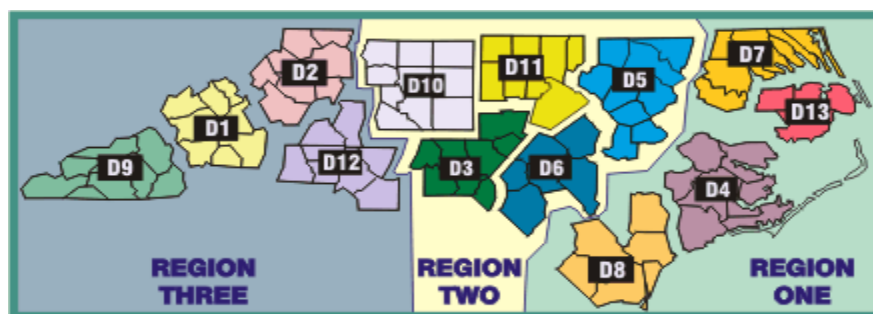 D2
D10
D11
D5
D7
D13
D1
D12
D3
D6
D4
D9
D8
REGION
THREE
REGION
TWO
REGION
ONE